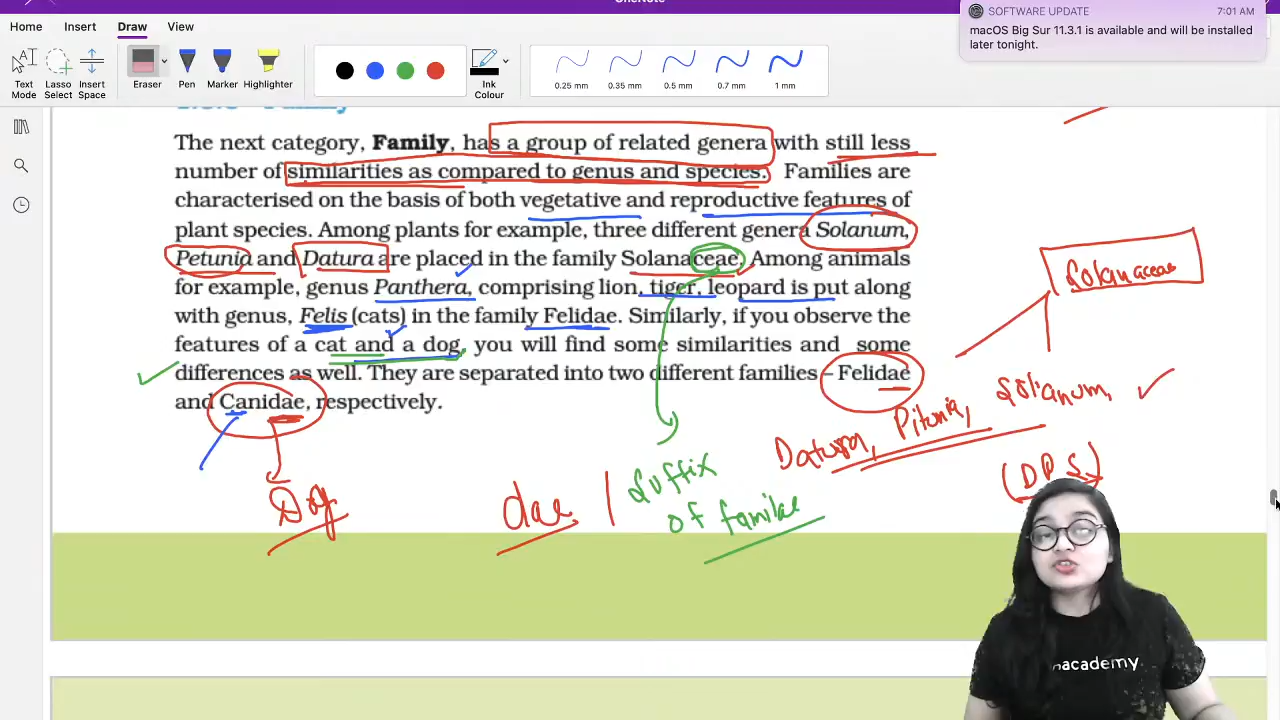 OneNote
SOFTWARE UPDATE 7:01 AM
macOS Big Sur 11.3.1 is available and will be installed
later tonight.
Home Insert Draw View
Text Mode
Lasso Select
Insert Space
Eraser
Pen
Marker
Highlighter
Ink Colour
0.25 mm 0.35 mm 0.5 mm 0.7 mm 1 mm
Family
The next category, Family, has a group of related genera with still less
number of similarities as compared to genus and species. Families are
characterised on the basis of both vegetative and reproductive features of
plant species. Among plants for example, three different genera Solanum,
Petunia and Datura are placed in the family Solanaceae. Among animals
for example, genus Panthera, comprising lion, tiger, leopard is put along
with genus, Felis (cats) in the family Felidae. Similarly, if you observe the
features of a cat and a dog, you will find some similarities and some
differences as well. They are separated into two different families – Felidae
and Canidae, respectively.
Solanaceae
Datura, Pitunia, Solanum,
(DPS)
Dog
dae
Suffix
of familae
nacademy